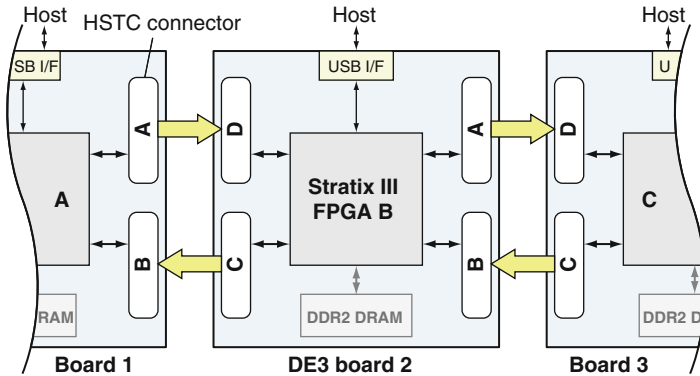 Host
Host
Host
HSTC connector
SB I/F
USB I/F
U
A
D
A
D
A
Stratix III
FPGA B
C
B
C
B
C
RAM
DDR2 DRAM
DDR2 D
Board 1
DE3 board 2
Board 3